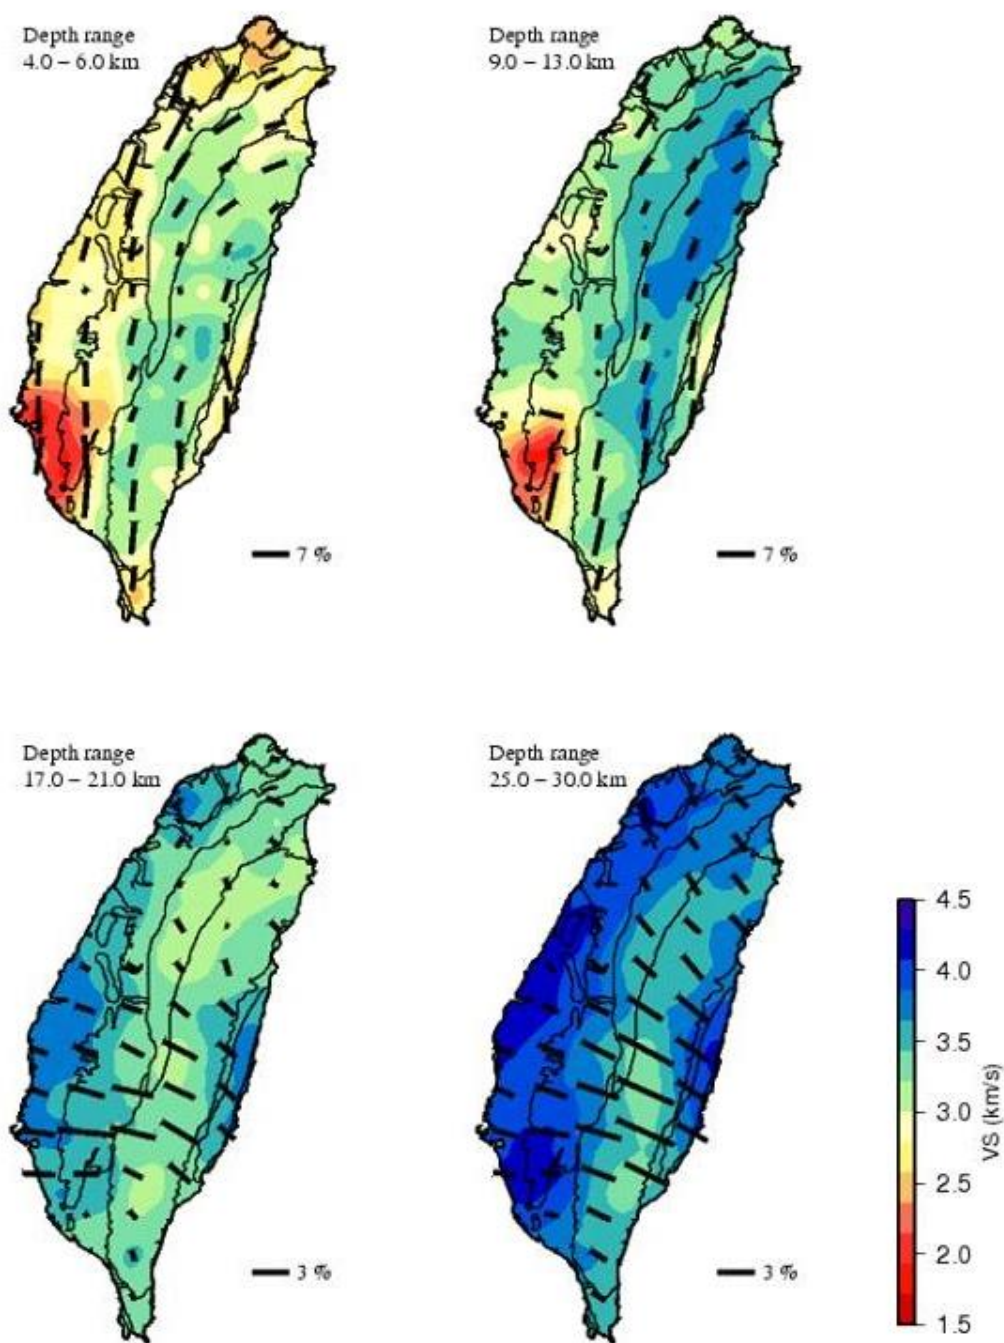 Depth range
4.0 – 6.0 km
7 %
Depth range
9.0 – 13.0 km
7 %
Depth range
17.0 – 21.0 km
3 %
Depth range
25.0 – 30.0 km
3 %
4.5
4.0
3.5
3.0
2.5
2.0
1.5
VS (km/s)